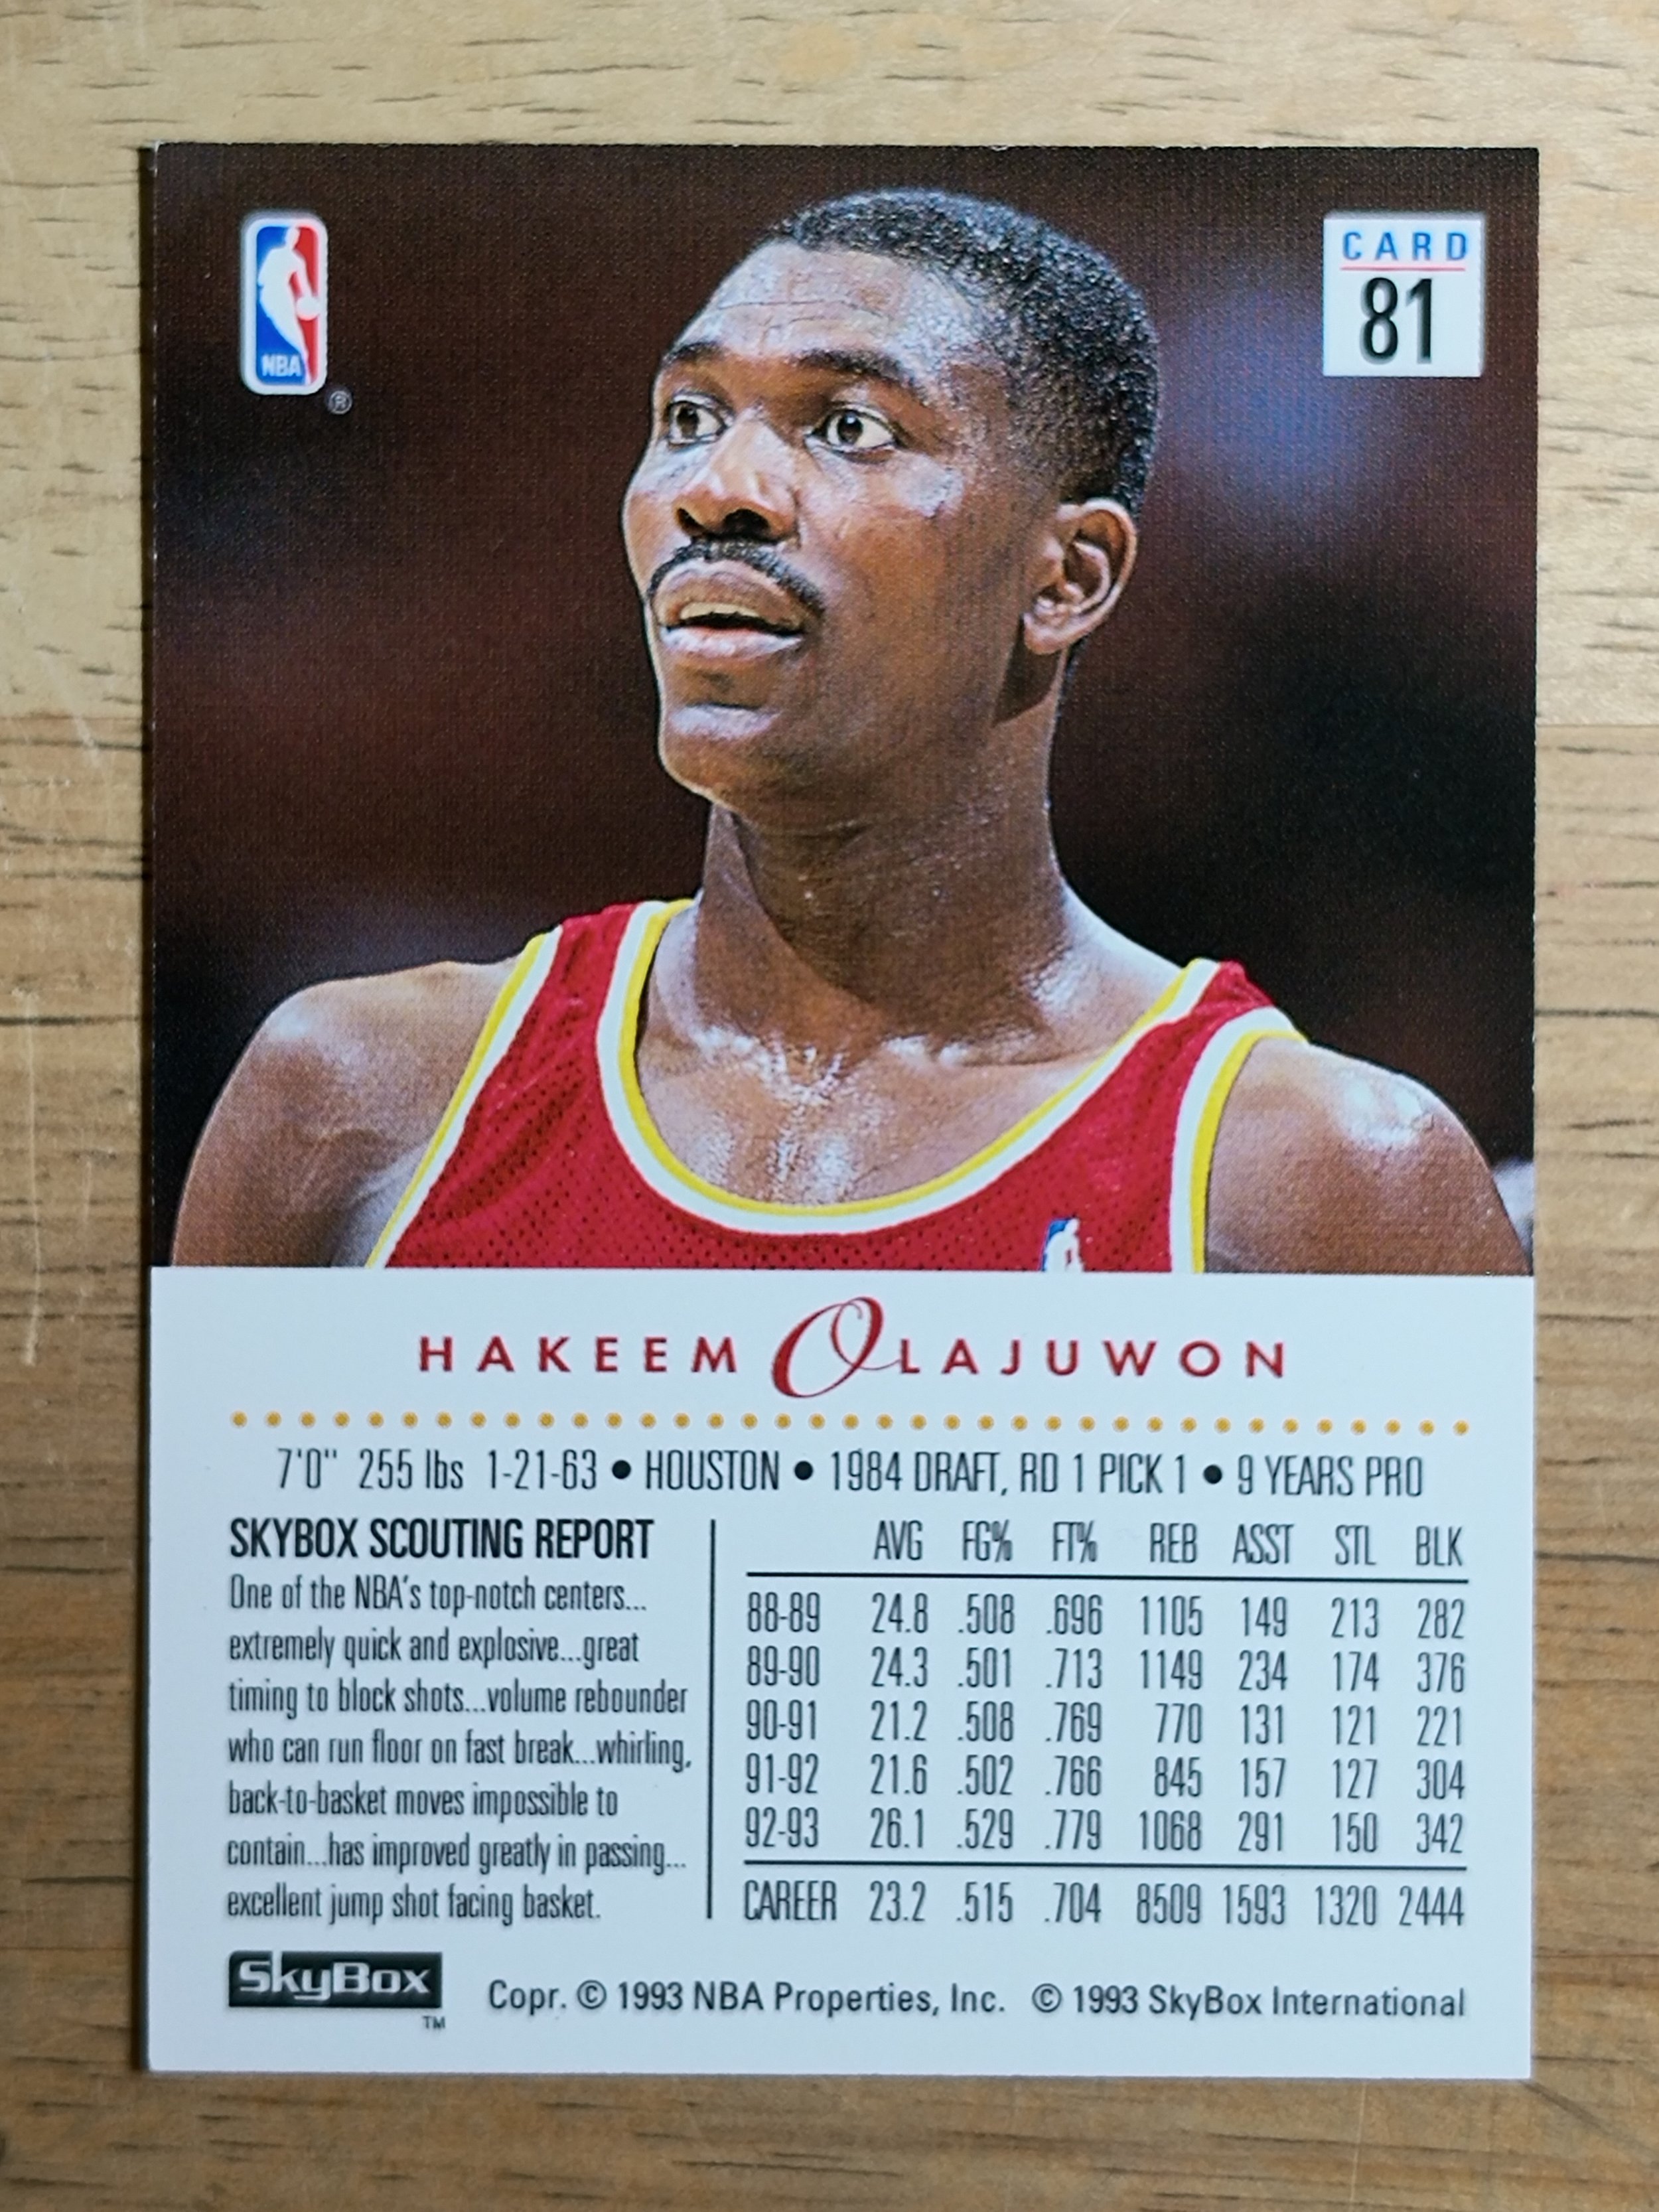 NBA
®
CARD
81
HAKEEM OLAJUWON
7'0" 255 lbs 1-21-63 • HOUSTON • 1984 DRAFT, RD 1 PICK 1 • 9 YEARS PRO
SKYBOX SCOUTING REPORT
One of the NBA's top-notch centers...
extremely quick and explosive...great
timing to block shots...volume rebounder
who can run floor on fast break...whirling,
back-to-basket moves impossible to
contain...has improved greatly in passing...
excellent jump shot facing basket.
AVG FG% FT% REB ASST STL BLK
88-89 24.8 .508 .696 1105 149 213 282
89-90 24.3 .501 .713 1149 234 174 376
90-91 21.2 .508 .769 770 131 121 221
91-92 21.6 .502 .766 845 157 127 304
92-93 26.1 .529 .779 1068 291 150 342
CAREER 23.2 .515 .704 8509 1593 1320 2444
SkyBox
TM
Copr. © 1993 NBA Properties, Inc. © 1993 SkyBox International